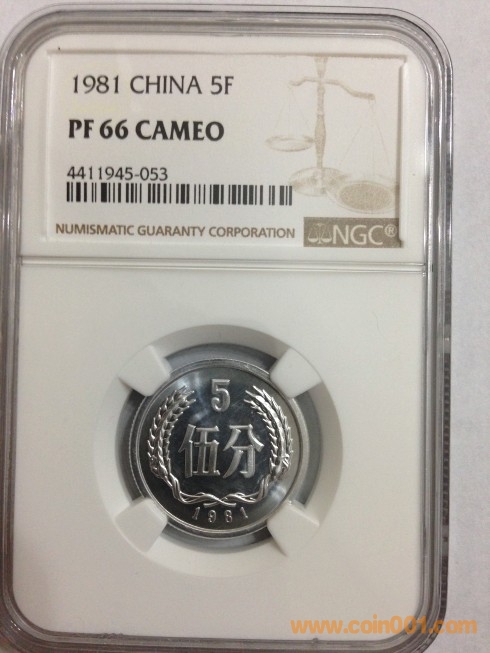 1981 CHINA 5F
PF 66 CAMEO
4411945-053
NUMISMATIC GUARANTY CORPORATION
NGC®
5
伍分
1981
www.coin001.com